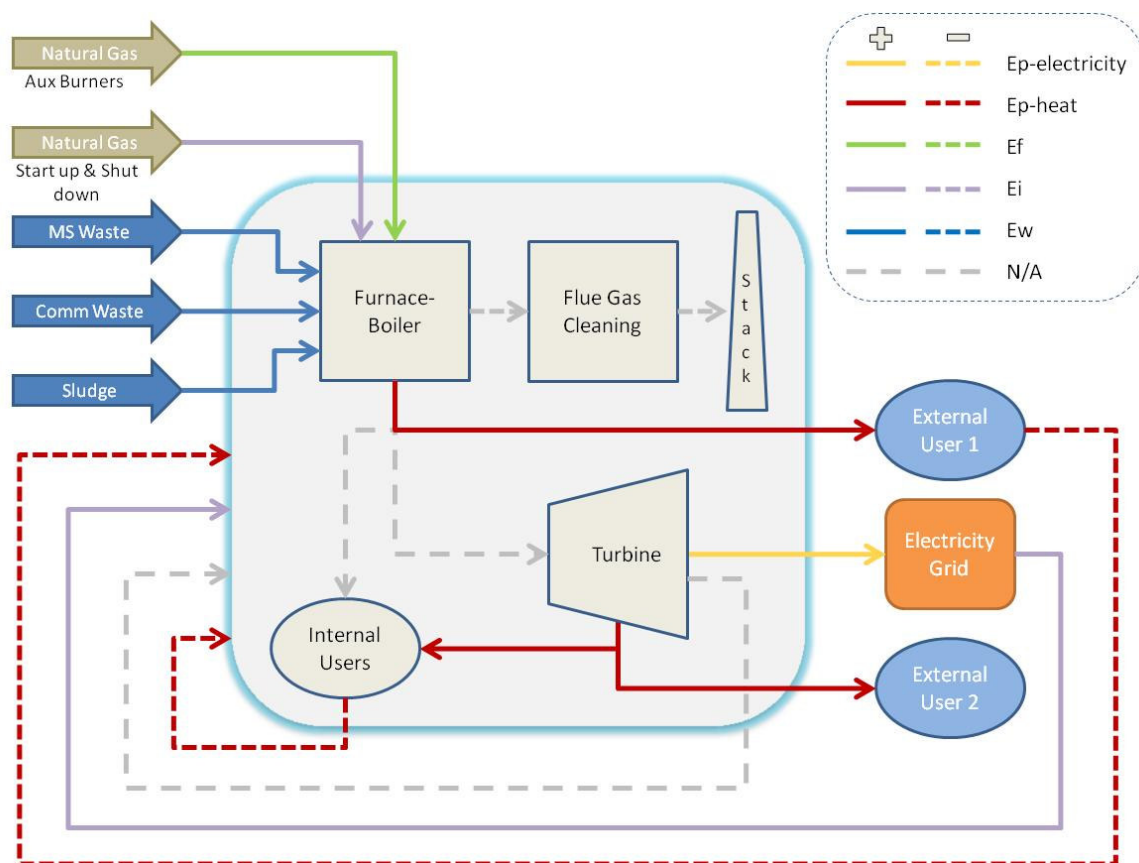 Natural Gas
Aux Burners
Natural Gas
Start up & Shut
down
MS Waste
Comm Waste
Sludge
Furnace-
Boiler
Flue Gas
Cleaning
Stack
Ep-electricity
Ep-heat
Ef
Ei
Ew
N/A
External
User 1
Turbine
Electricity
Grid
Internal
Users
External
User 2